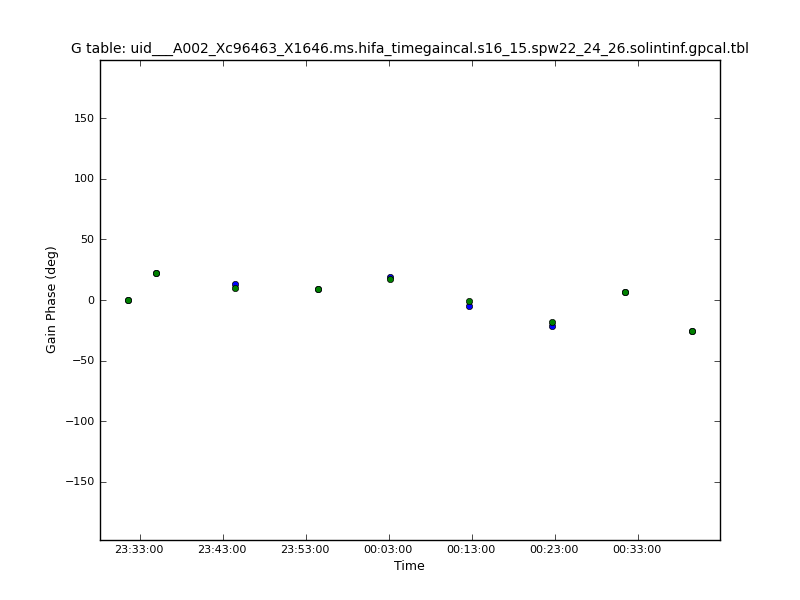 G table: uid___A002_Xc96463_X1646.ms.hifa_timegaincal.s16_15.spw22_24_26.solintinf.gpcal.tbl
150
100
50
0
−50
−100
−150
Gain Phase (deg)
23:33:00 23:43:00 23:53:00 00:03:00 00:13:00 00:23:00 00:33:00
Time